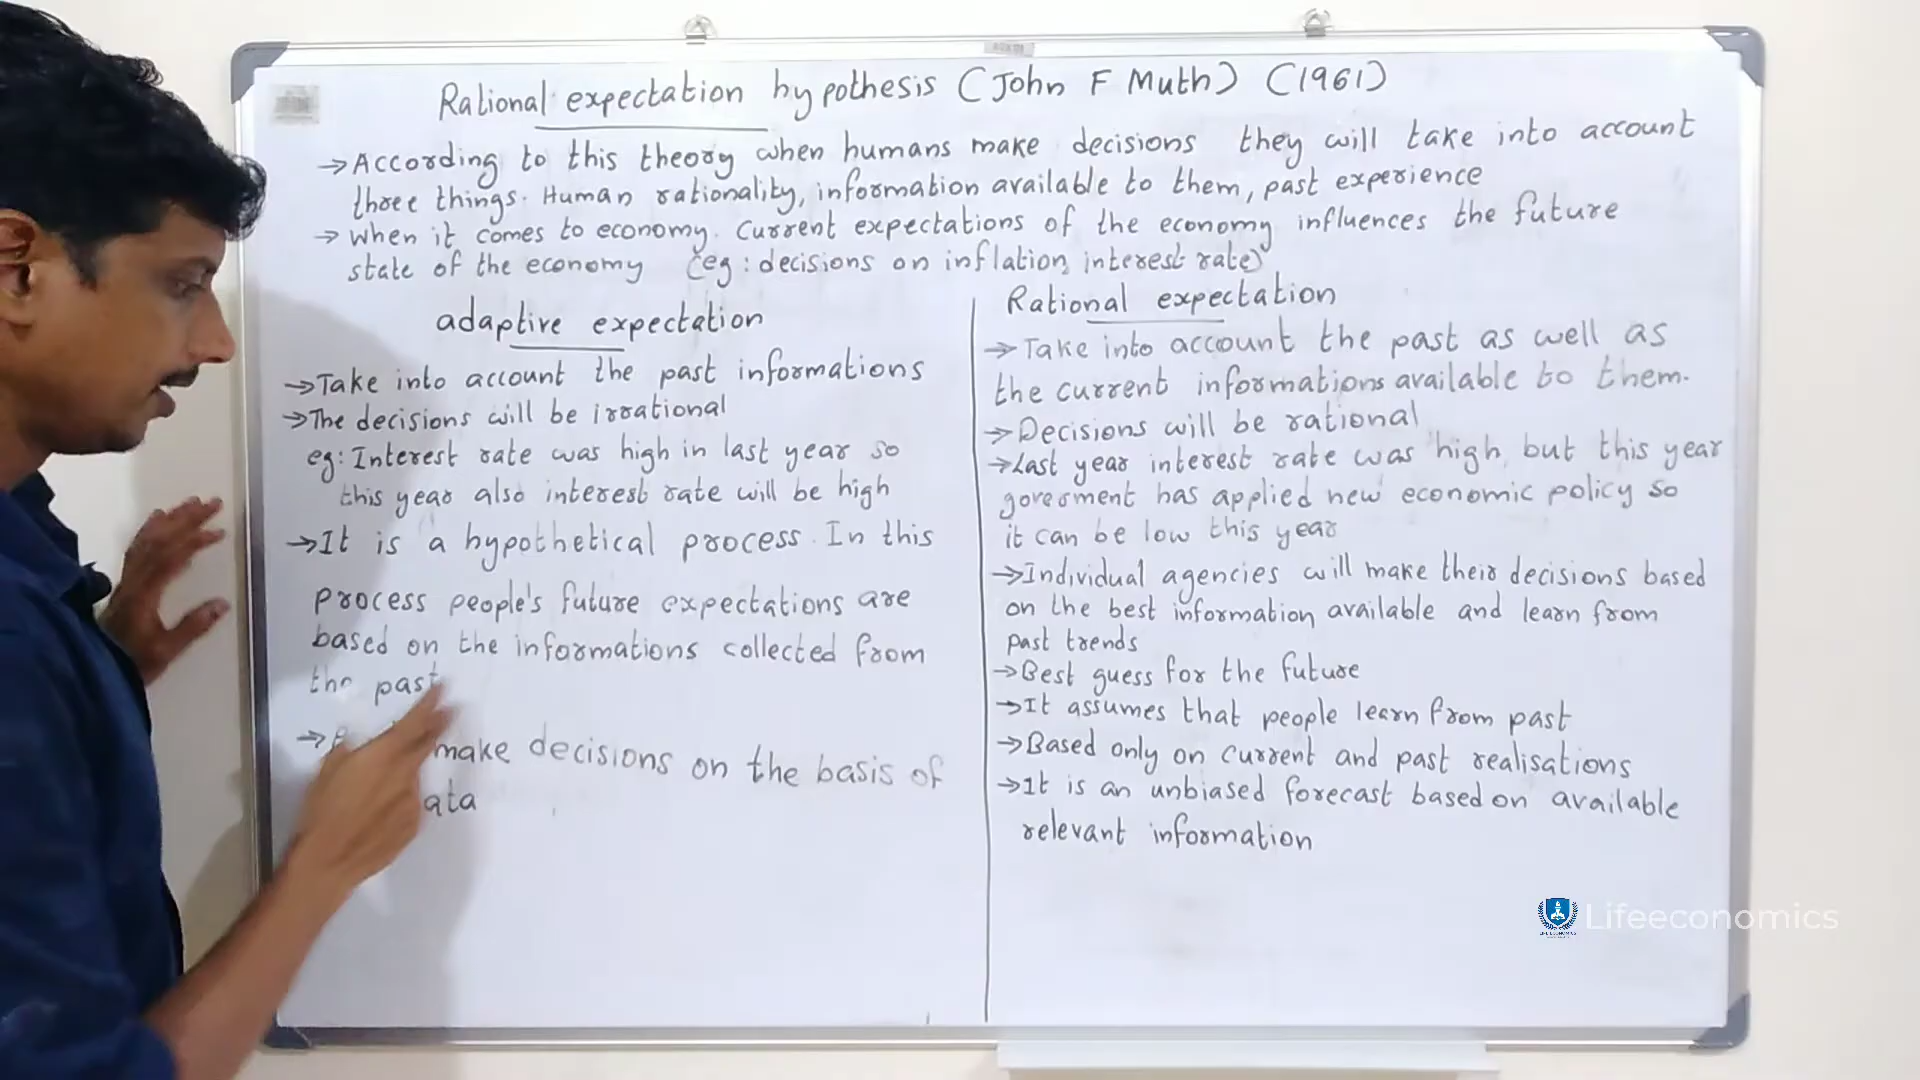 Rational expectation hypothesis (John F Muth) (1961)
→According to this theory when humans make decisions they will take into account
three things. Human rationality, information available to them, past experience
→ When it comes to economy. Current expectations of the economy influences the future
state of the economy (eg: decisions on inflation, interest rate)
adaptive expectation
→Take into account the past informations
→The decisions will be irrational
eg: Interest rate was high in last year so
this year also interest rate will be high
→It is a hypothetical process. In this
process people's future expectations are
based on the informations collected from
the past
→ make decisions on the basis of
Rational expectation
→Take into account the past as well as
the current informations available to them.
→Decisions will be rational
→Last year interest rate was high, but this year
goverment has applied new economic policy so
it can be low this year
→Individual agencies will make their decisions based
on the best information available and learn from
past trends
→Best guess for the future
→It assumes that people learn from past
→Based only on current and past realisations
→It is an unbiased forecast based on available
relevant information
Lifeeconomics